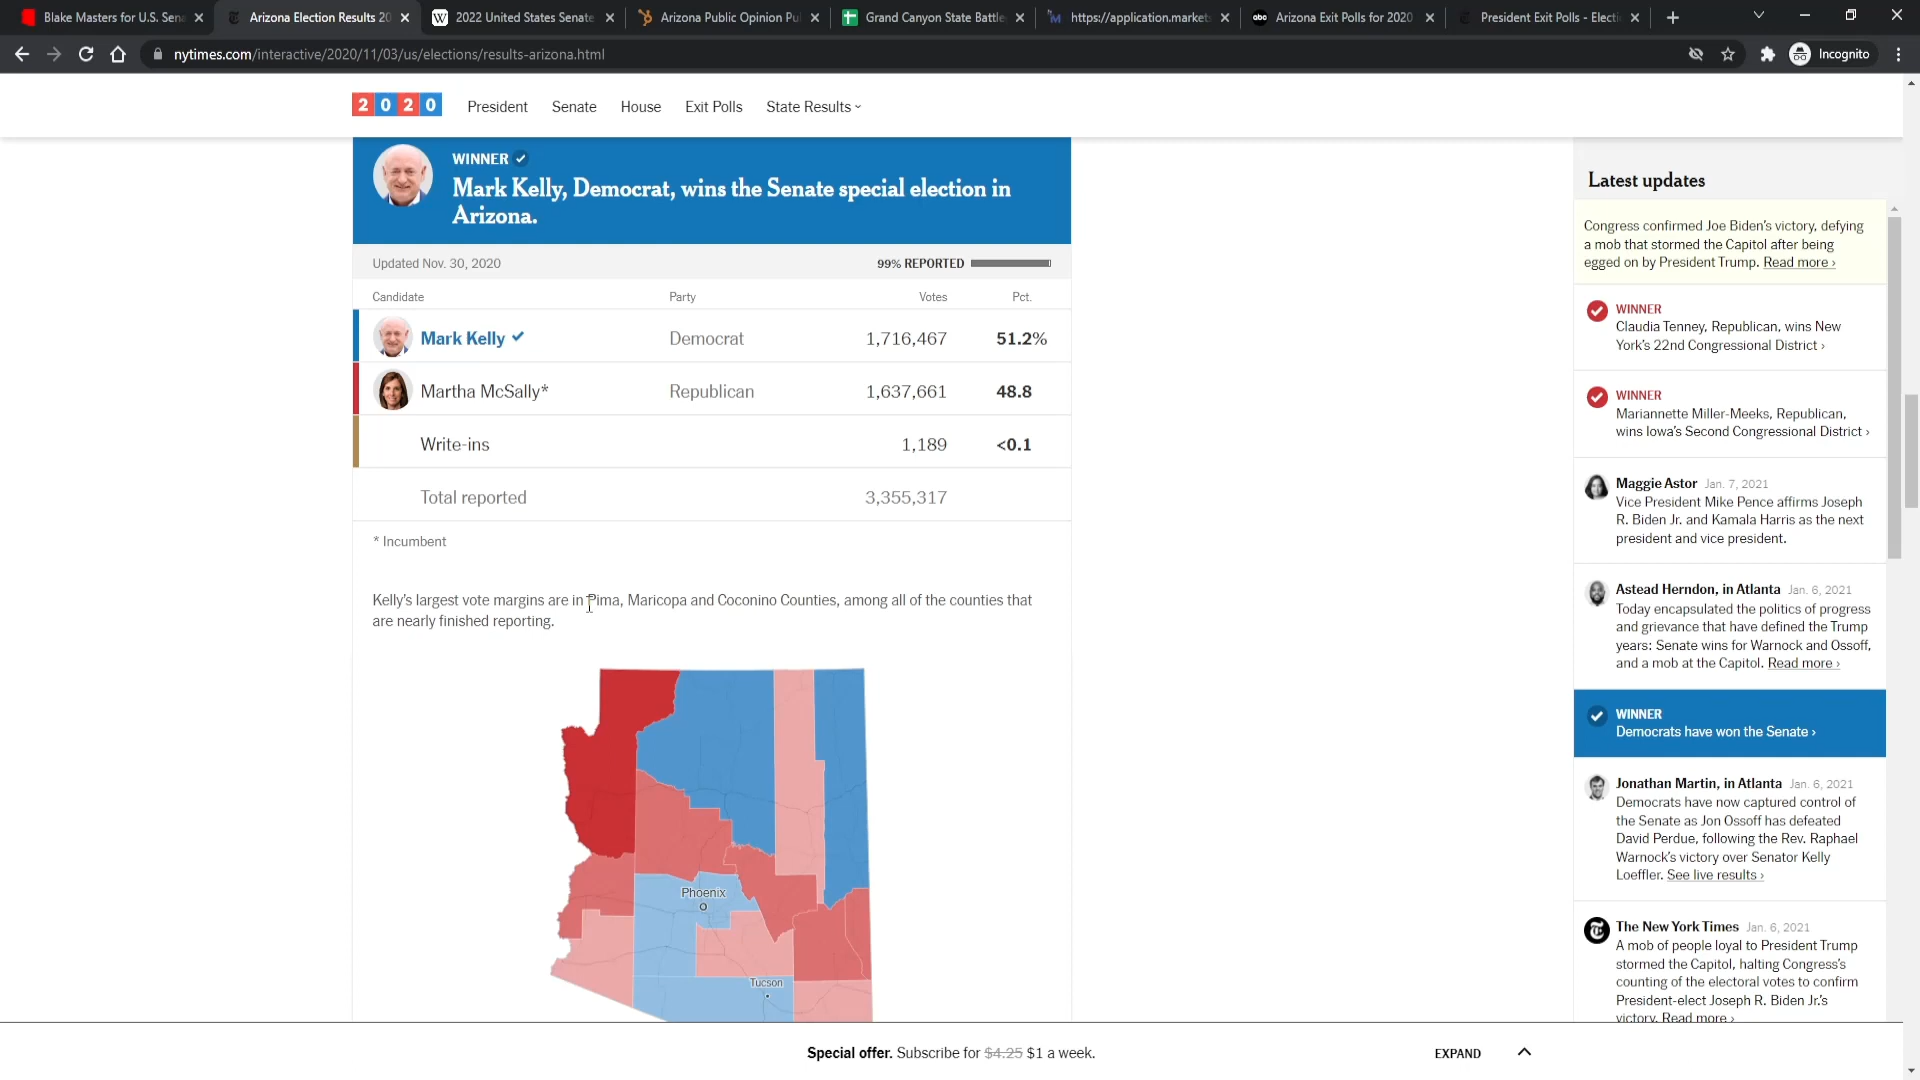 Blake Masters for U.S. Sena
Arizona Election Results 20
2022 United States Senate
Arizona Public Opinion Pu
Grand Canyon State Battle
https://application.markets
abc
Arizona Exit Polls for 2020
President Exit Polls - Electi
nytimes.com/interactive/2020/11/03/us/elections/results-arizona.html
Incognito
2020
President
Senate
House
Exit Polls
State Results
WINNER
Mark Kelly, Democrat, wins the Senate special election in
Arizona.
Updated Nov. 30, 2020
99% REPORTED
Candidate Party Votes Pct.
Mark Kelly Democrat 1,716,467 51.2%
Martha McSally* Republican 1,637,661 48.8
Write-ins 1,189 <0.1
Total reported 3,355,317
* Incumbent
Kelly's largest vote margins are in Pima, Maricopa and Coconino Counties, among all of the counties that
are nearly finished reporting.
Phoenix
Tucson
Latest updates
Congress confirmed Joe Biden's victory, defying
a mob that stormed the Capitol after being
egged on by President Trump. Read more ›
WINNER
Claudia Tenney, Republican, wins New
York's 22nd Congressional District ›
WINNER
Mariannette Miller-Meeks, Republican,
wins Iowa's Second Congressional District ›
Maggie Astor Jan. 7, 2021
Vice President Mike Pence affirms Joseph
R. Biden Jr. and Kamala Harris as the next
president and vice president.
Astead Herndon, in Atlanta Jan. 6, 2021
Today encapsulated the politics of progress
and grievance that have defined the Trump
years: Senate wins for Warnock and Ossoff,
and a mob at the Capitol. Read more ›
WINNER
Democrats have won the Senate ›
Jonathan Martin, in Atlanta Jan. 6, 2021
Democrats have now captured control of
the Senate as Jon Ossoff has defeated
David Perdue, following the Rev. Raphael
Warnock's victory over Senator Kelly
Loeffler. See live results ›
The New York Times Jan. 6, 2021
A mob of people loyal to President Trump
stormed the Capitol, halting Congress's
counting of the electoral votes to confirm
President-elect Joseph R. Biden Jr.'s
victory. Read more ›
Special offer. Subscribe for $4.25 $1 a week.
EXPAND